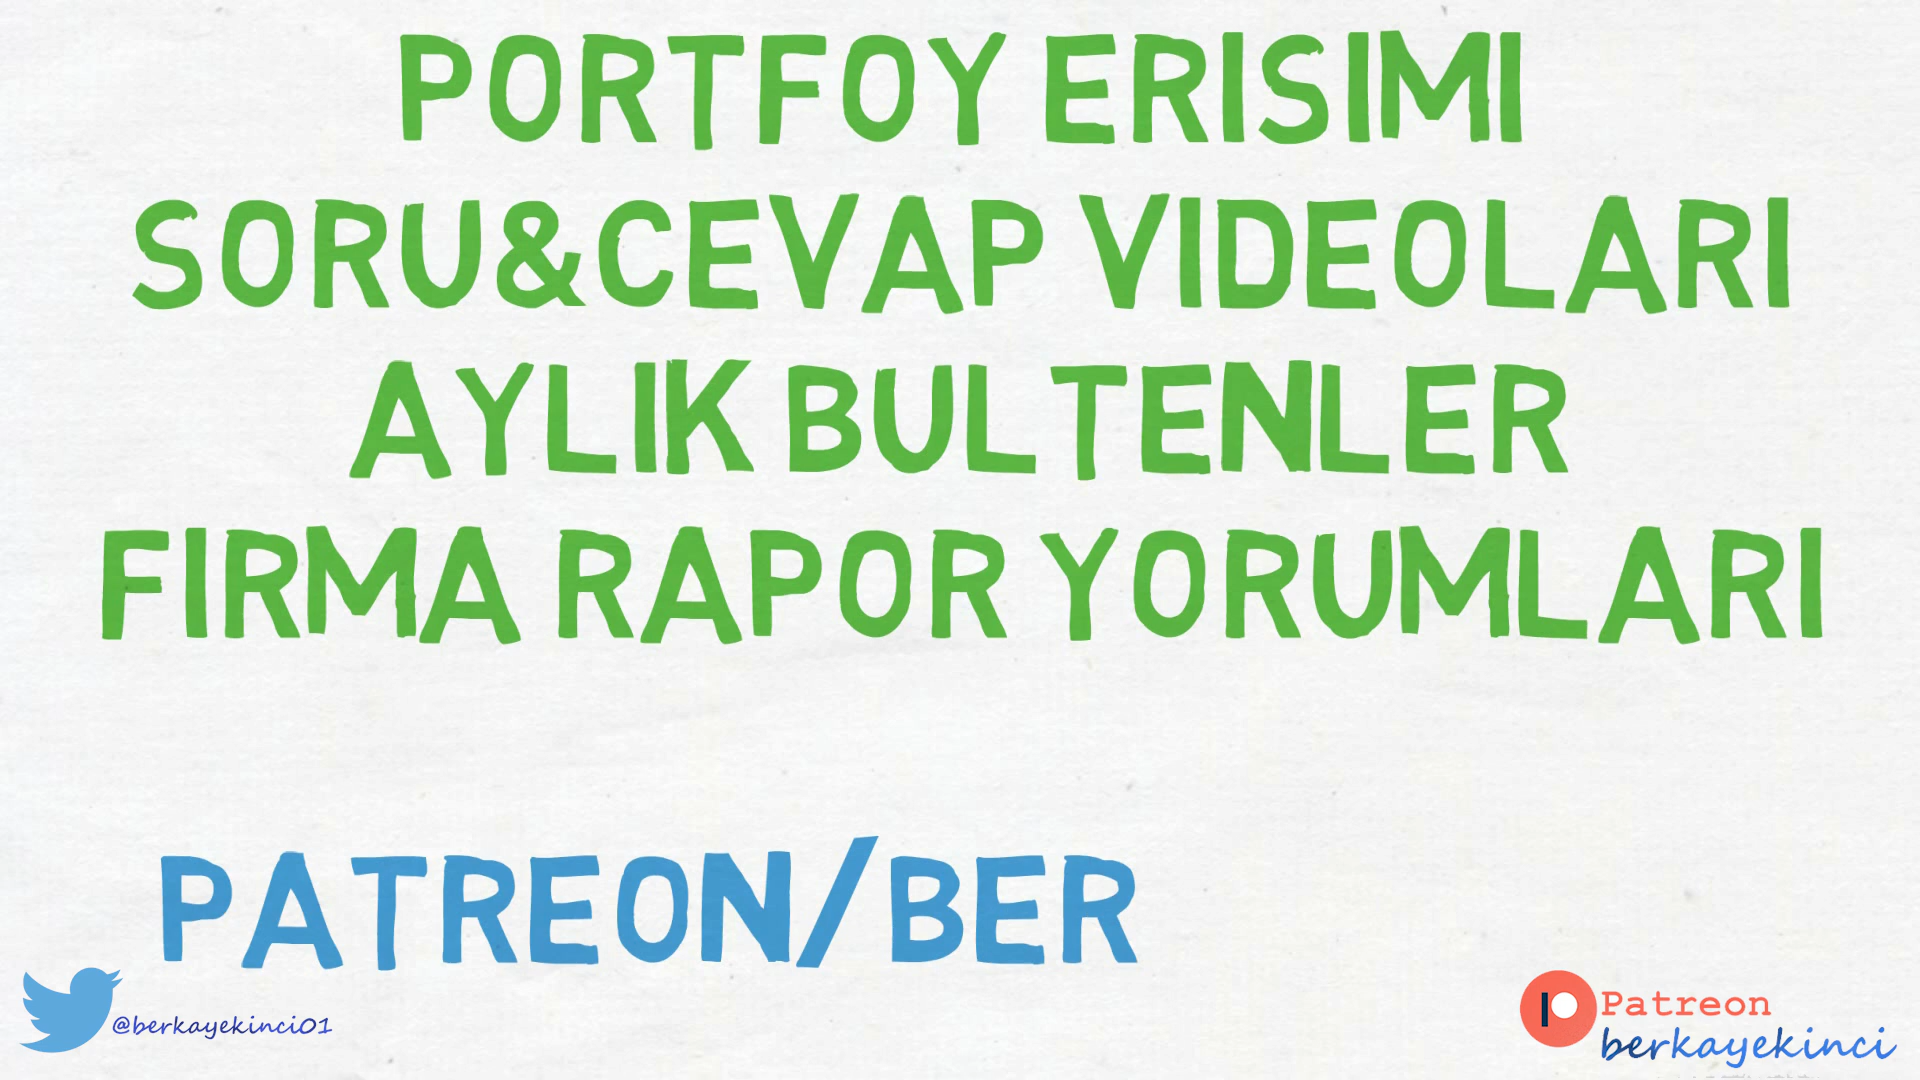 PORTFOY ERISIMI
SORU&CEVAP VIDEOLARI
AYLIK BULTENLER
FIRMA RAPOR YORUMLARI
PATREON/BER
@berkayekinci01
Patreon
berkayekinci